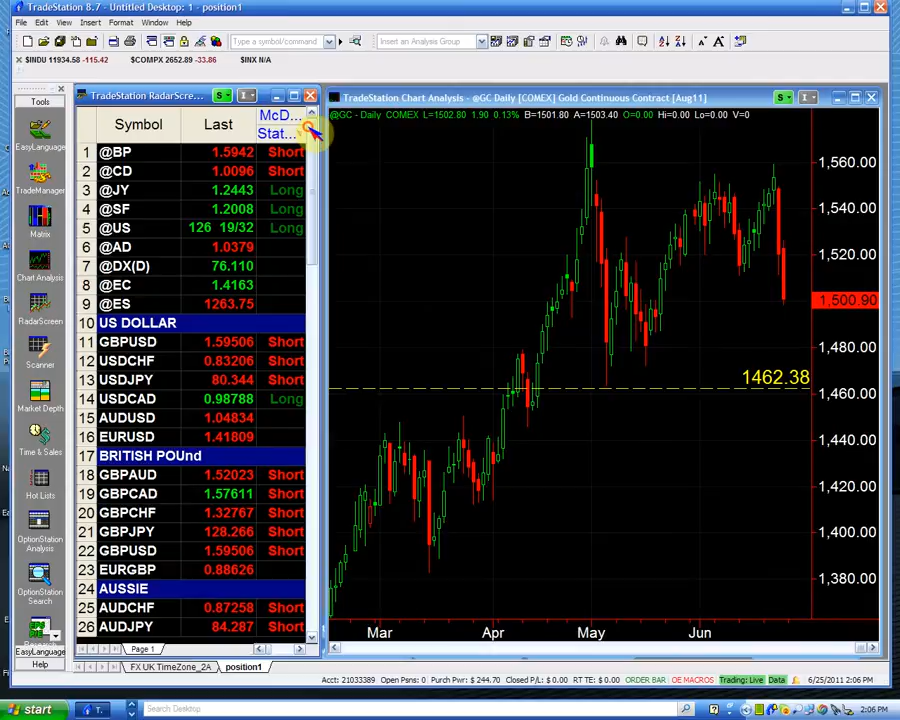 TradeStation 8.7 - Untitled Desktop: 1 - position1
File Edit View Insert Format Window Help
Type a symbol/command
Insert an Analysis Group
$INDU 11934.58 -115.42 $COMPX 2652.89 -33.86 $INX N/A
Tools
EasyLanguage
TradeManager
Matrix
Chart Analysis
RadarScreen
Scanner
Market Depth
Time & Sales
Hot Lists
OptionStation
Analysis
OptionStation
Search
EasyLanguage
Help
TradeStation RadarScree...
Symbol Last McD... Stat...
1 @BP 1.5942 Short
2 @CD 1.0096 Short
3 @JY 1.2443 Long
4 @SF 1.2008 Long
5 @US 126 19/32 Long
6 @AD 1.0379
7 @DX(D) 76.110
8 @EC 1.4163
9 @ES 1263.75
10 US DOLLAR
11 GBPUSD 1.59506 Short
12 USDCHF 0.83206 Short
13 USDJPY 80.344 Short
14 USDCAD 0.98788 Long
15 AUDUSD 1.04834
16 EURUSD 1.41809
17 BRITISH POUnd
18 GBPAUD 1.52023 Short
19 GBPCAD 1.57611 Short
20 GBPCHF 1.32767 Short
21 GBPJPY 128.266 Short
22 GBPUSD 1.59506 Short
23 EURGBP 0.88626
24 AUSSIE
25 AUDCHF 0.87258 Short
26 AUDJPY 84.287 Short
Page 1
TradeStation Chart Analysis - @GC Daily [COMEX] Gold Continuous Contract [Aug11]
@GC - Daily COMEX L=1502.80 1.90 0.13% B=1501.80 A=1503.40 O=0.00 Hi=0.00 Lo=0.00 V=0
1,560.00
1,540.00
1,520.00
1,500.90
1,480.00
1462.38
1,460.00
1,440.00
1,420.00
1,400.00
1,380.00
Mar Apr May Jun
FX UK TimeZone_2A position1
Acct: 21033389 Open Psns: 0 Purch Pwr: $ 244.70 Closed P/L: $ 0.00 RT TE: $ 0.00 ORDER BAR OE MACROS Trading: Live Data 6/25/2011 2:06 PM
start T.. Search Desktop 2:06 PM